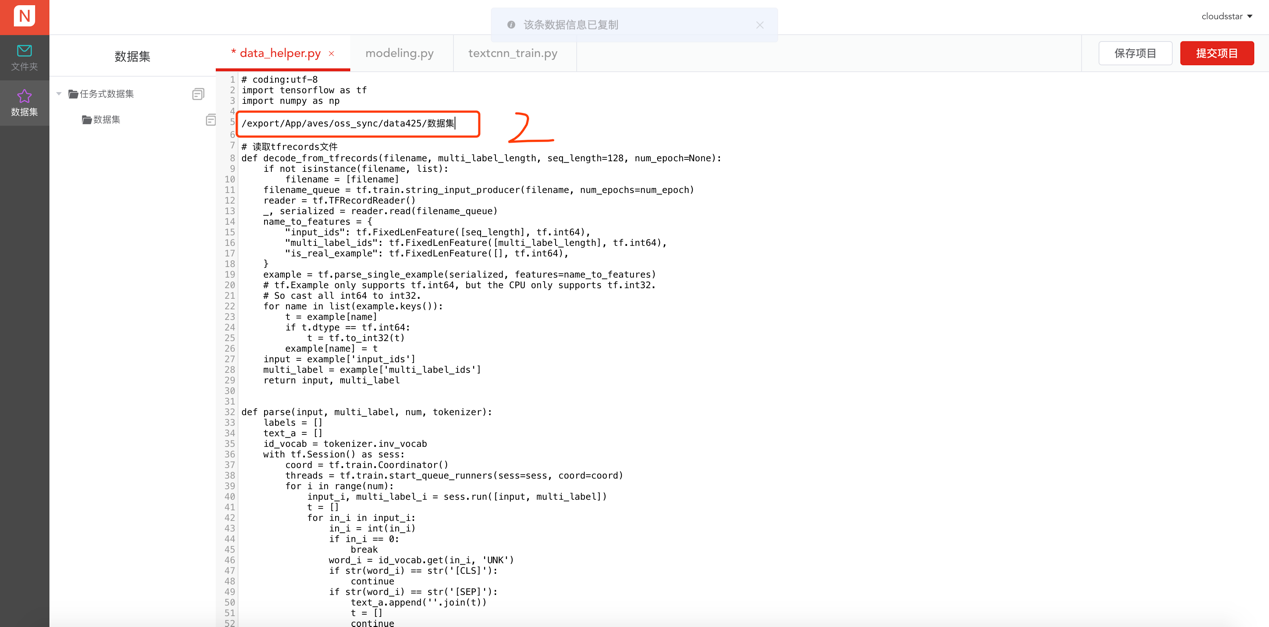 N
该条数据信息已复制
cloudsstar
文件夹
数据集
数据集
任务式数据集
数据集
* data_helper.py ×
modeling.py
textcnn_train.py
保存项目
提交项目
1 # coding:utf-8
2 import tensorflow as tf
3 import numpy as np
4
5 /export/App/aves/oss_sync/data425/数据集
2
6
7 # 读取tfrecords文件
8 def decode_from_tfrecords(filename, multi_label_length, seq_length=128, num_epoch=None):
9 if not isinstance(filename, list):
10 filename = [filename]
11 filename_queue = tf.train.string_input_producer(filename, num_epochs=num_epoch)
12 reader = tf.TFRecordReader()
13 _, serialized = reader.read(filename_queue)
14 name_to_features = {
15 "input_ids": tf.FixedLenFeature([seq_length], tf.int64),
16 "multi_label_ids": tf.FixedLenFeature([multi_label_length], tf.int64),
17 "is_real_example": tf.FixedLenFeature([], tf.int64),
18 }
19 example = tf.parse_single_example(serialized, features=name_to_features)
20 # tf.Example only supports tf.int64, but the CPU only supports tf.int32.
21 # So cast all int64 to int32.
22 for name in list(example.keys()):
23 t = example[name]
24 if t.dtype == tf.int64:
25 t = tf.to_int32(t)
26 example[name] = t
27 input = example['input_ids']
28 multi_label = example['multi_label_ids']
29 return input, multi_label
30
31
32 def parse(input, multi_label, num, tokenizer):
33 labels = []
34 text_a = []
35 id_vocab = tokenizer.inv_vocab
36 with tf.Session() as sess:
37 coord = tf.train.Coordinator()
38 threads = tf.train.start_queue_runners(sess=sess, coord=coord)
39 for i in range(num):
40 input_i, multi_label_i = sess.run([input, multi_label])
41 t = []
42 for in_i in input_i:
43 in_i = int(in_i)
44 if in_i == 0:
45 break
46 word_i = id_vocab.get(in_i, 'UNK')
47 if str(word_i) == str('[CLS]'):
48 continue
49 if str(word_i) == str('[SEP]'):
50 text_a.append(''.join(t))
51 t = []
52 continue